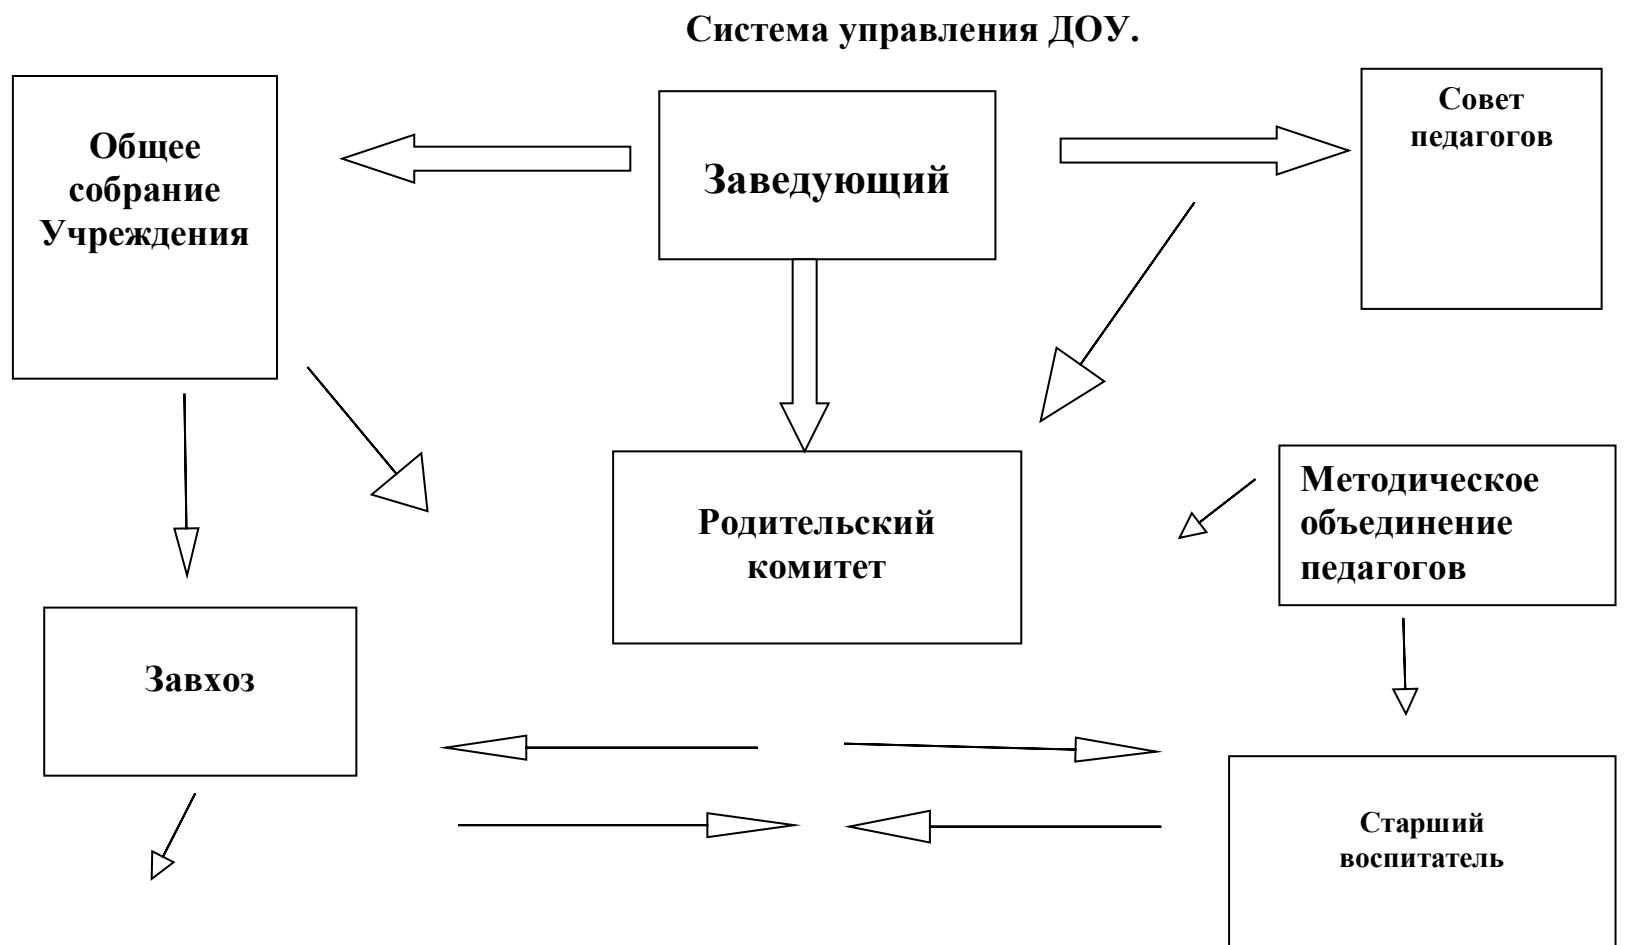 Система управления ДОУ.
Общее
собрание
Учреждения
Заведующий
Совет
педагогов
Родительский
комитет
Методическое
объединение
педагогов
Завхоз
Старший
воспитатель